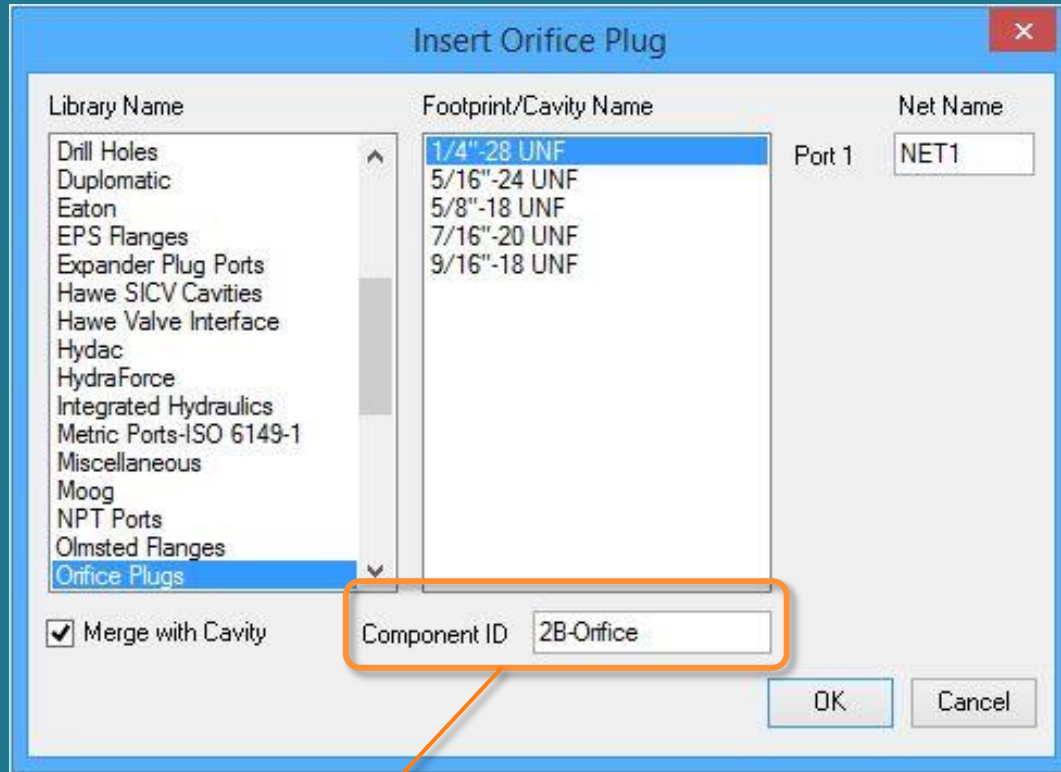 Insert Orifice Plug
Library Name
Drill Holes
Duplomatic
Eaton
EPS Flanges
Expander Plug Ports
Hawe SICV Cavities
Hawe Valve Interface
Hydac
HydraForce
Integrated Hydraulics
Metric Ports-ISO 6149-1
Miscellaneous
Moog
NPT Ports
Olmsted Flanges
Orifice Plugs
Footprint/Cavity Name
1/4"-28 UNF
5/16"-24 UNF
5/8"-18 UNF
7/16"-20 UNF
9/16"-18 UNF
Net Name
Port 1 NET1
Merge with Cavity
Component ID 2B-Orifice
OK Cancel